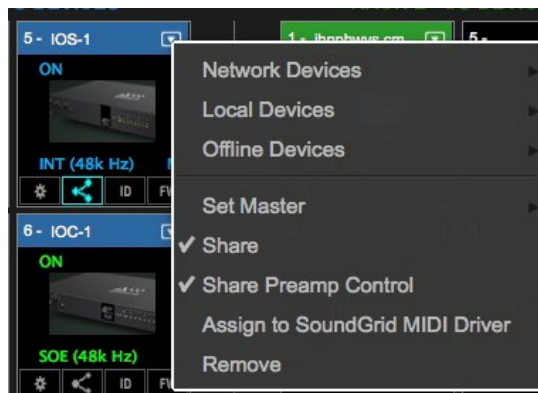 5 - IOS-1
ON
INT (48k Hz)
ID
6 - IOC-1
ON
SOE (48k Hz)
ID
5 -
Network Devices
Local Devices
Offline Devices
Set Master
Share
Share Preamp Control
Assign to SoundGrid MIDI Driver
Remove